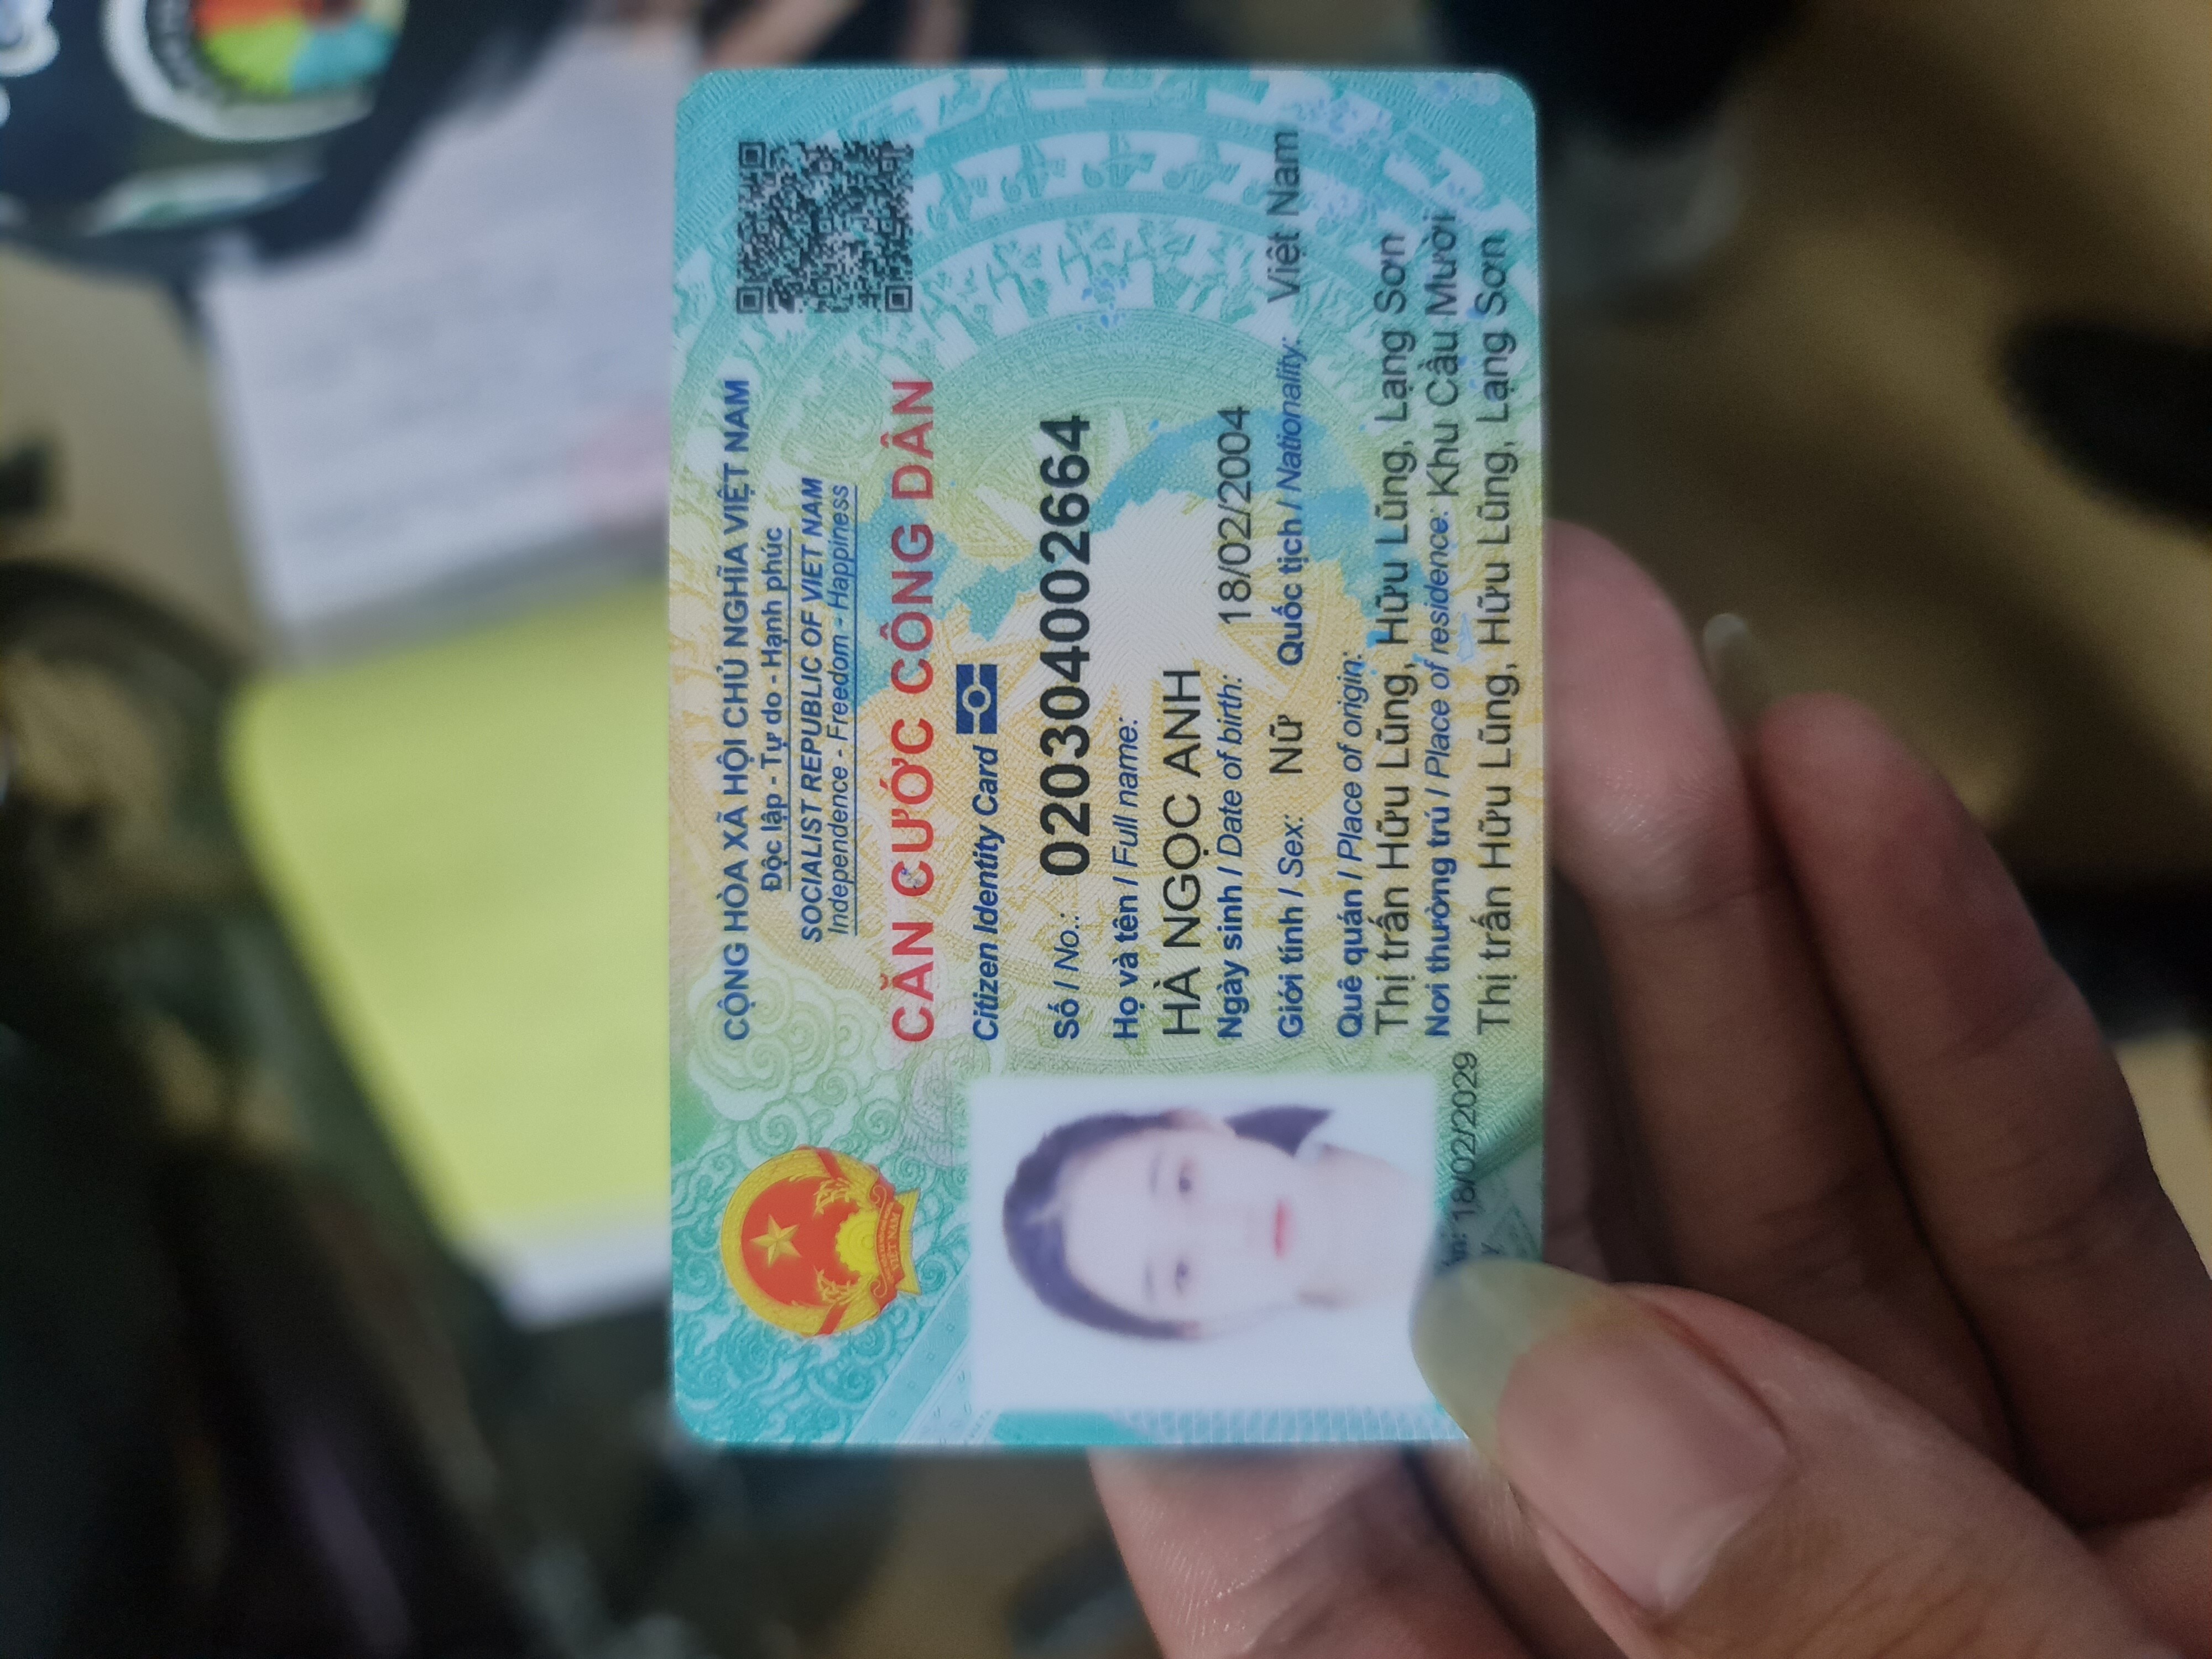 CỘNG HÒA XÃ HỘI CHỦ NGHĨA VIỆT NAM
Độc lập - Tự do - Hạnh phúc
SOCIALIST REPUBLIC OF VIET NAM
Independence - Freedom - Happiness
CĂN CƯỚC CÔNG DÂN
Citizen Identity Card
Số / No.: 020304002664
Họ và tên / Full name:
HÀ NGỌC ANH
Ngày sinh / Date of birth: 18/02/2004
Giới tính / Sex: Nữ Quốc tịch / Nationality: Việt Nam
Quê quán / Place of origin:
Thị trấn Hữu Lũng, Hữu Lũng, Lạng Sơn
Nơi thường trú / Place of residence: Khu Cầu Mười
Thị trấn Hữu Lũng, Hữu Lũng, Lạng Sơn
18/02/2029
VIỆT NAM